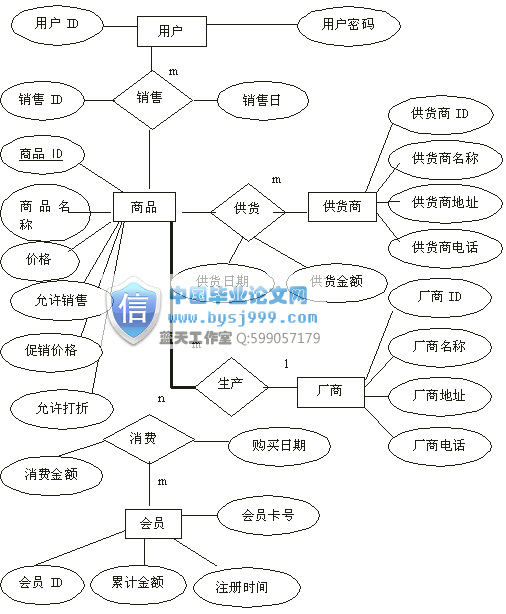 用户 ID
用户
用户密码
m
销售 ID
销售
销售日
商品 ID
供货商 ID
m
供货商名称
商 品 名
称
商品
供货
供货商
供货商地址
价格
供货商电话
供货日期
供货金额
允许销售
信
中国毕业论文网
www.bysj999.com
蓝天工作室 Q:599057179
厂商 ID
促销价格
m
厂商名称
l
生产
厂商
允许打折
n
厂商地址
消费
购买日期
厂商电话
消费金额
m
会员
会员卡号
会员 ID
累计金额
注册时间